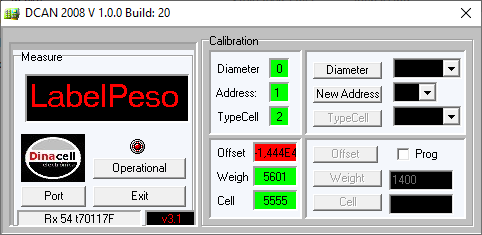 DCAN 2008 V 1.0.0 Build: 20
Measure
LabelPeso
Dinacell
electronics
Operational
Port
Exit
Rx 54 t70117F
v3.1
Calibration
Diameter 0
Address: 1
TypeCell 2
Diameter
New Address
TypeCell
Offset -1.444E4
Weigh 5601
Cell 5555
Offset
Prog
Weight 1400
Cell